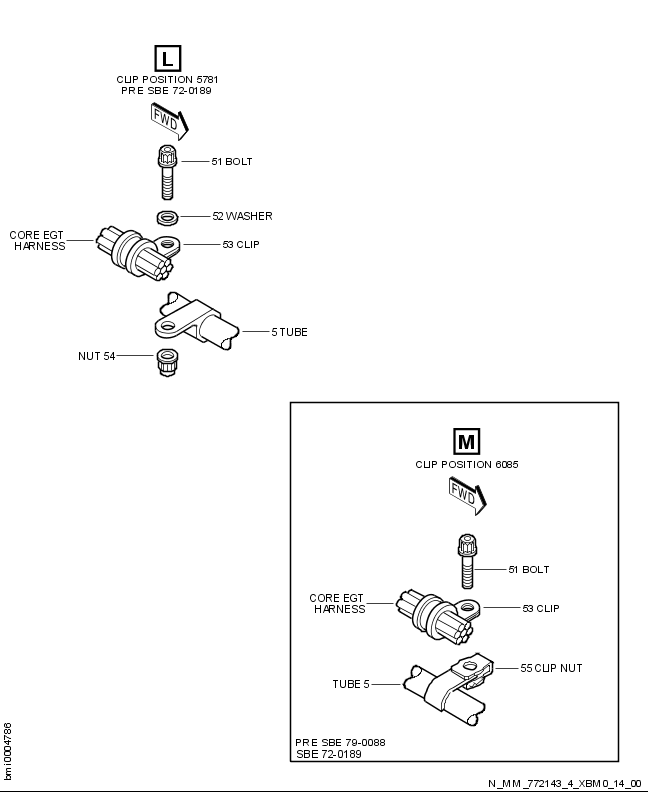 L
CLIP POSITION 5781
PRE SBE 72-0189
FWD
51 BOLT
52 WASHER
CORE EGT
HARNESS
53 CLIP
5 TUBE
NUT 54
M
CLIP POSITION 6085
FWD
51 BOLT
CORE EGT
HARNESS
53 CLIP
55 CLIP NUT
TUBE 5
PRE SBE 79-0088
SBE 72-0189
bmi0004786
N_MM_772143_4_XBM0_14_00